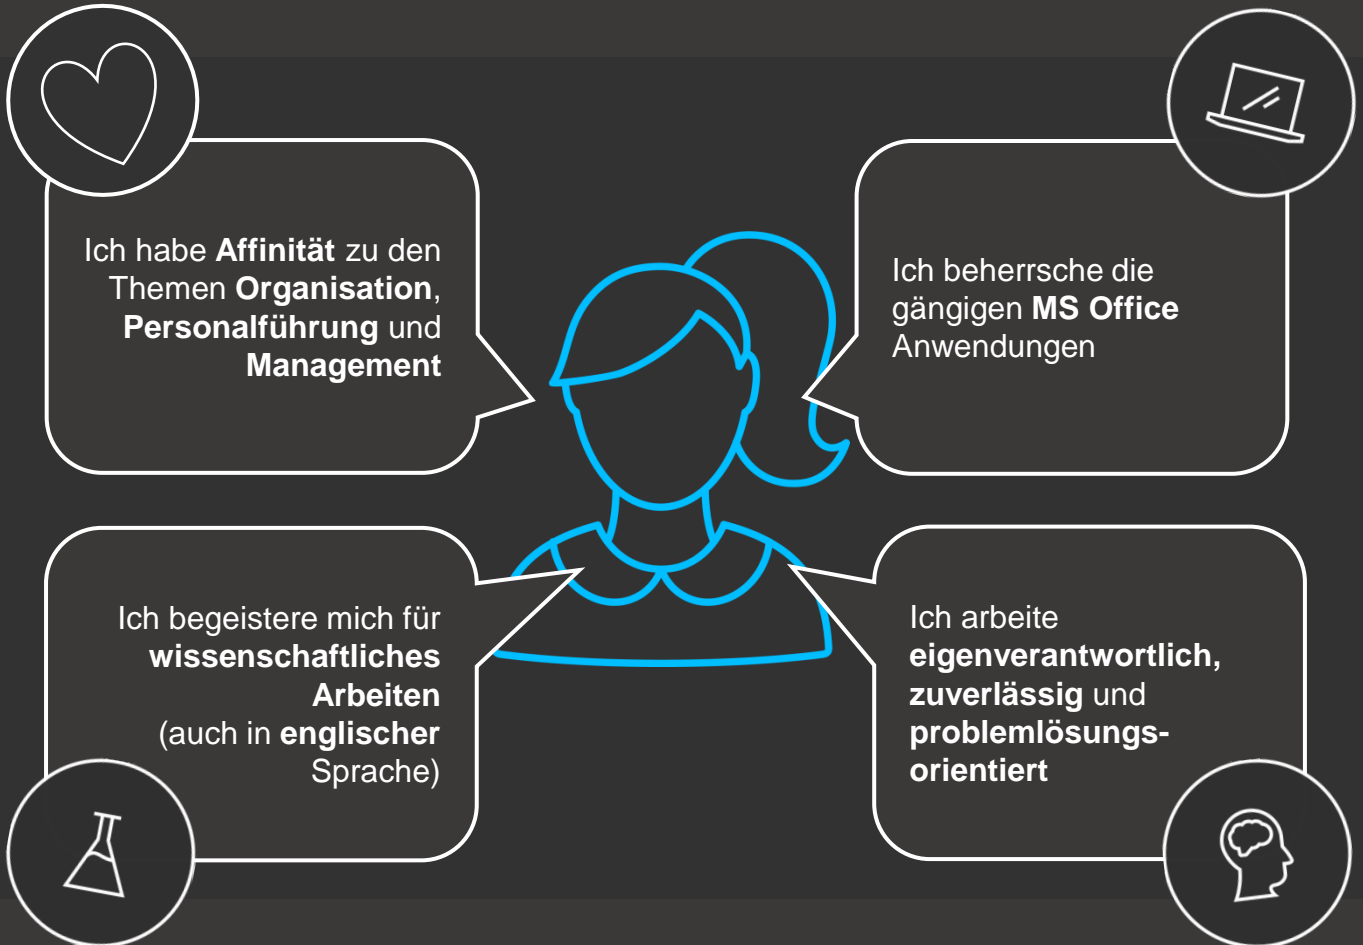 Ich habe Affinität zu den
Themen Organisation,
Personalführung und
Management
Ich beherrsche die
gängigen MS Office
Anwendungen
Ich begeistere mich für
wissenschaftliches
Arbeiten
(auch in englischer
Sprache)
Ich arbeite
eigenverantwortlich,
zuverlässig und
problemlösungs-
orientiert